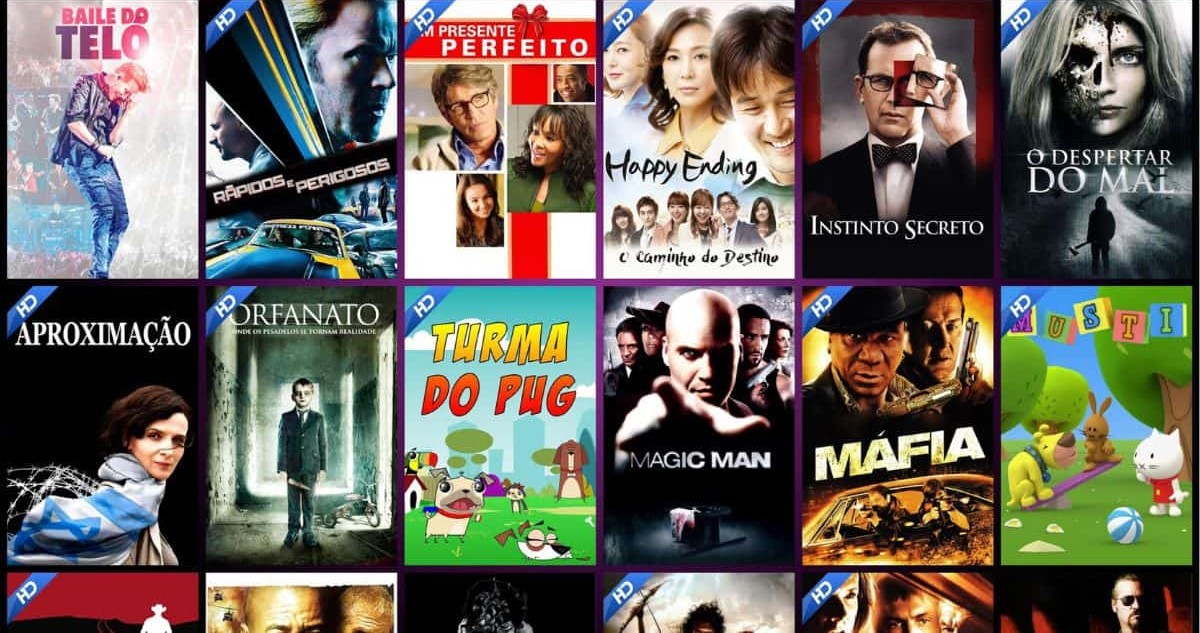 BAILE DO
TELO
HD
RÁPIDOS E PERIGOSOS
HD
M PRESENTE
PERFEITO
HD
Happy Ending
O Caminho do Destino
HD
INSTINTO SECRETO
HD
O DESPERTAR
DO MAL
HD
APROXIMAÇÃO
HD
ORFANATO
ONDE OS PESADELOS SE TORNAM REALIDADE
HD
TURMA
DO PUG
MAGIC MAN
HD
MÁFIA
HD
MUSTI
HD
HD
HD